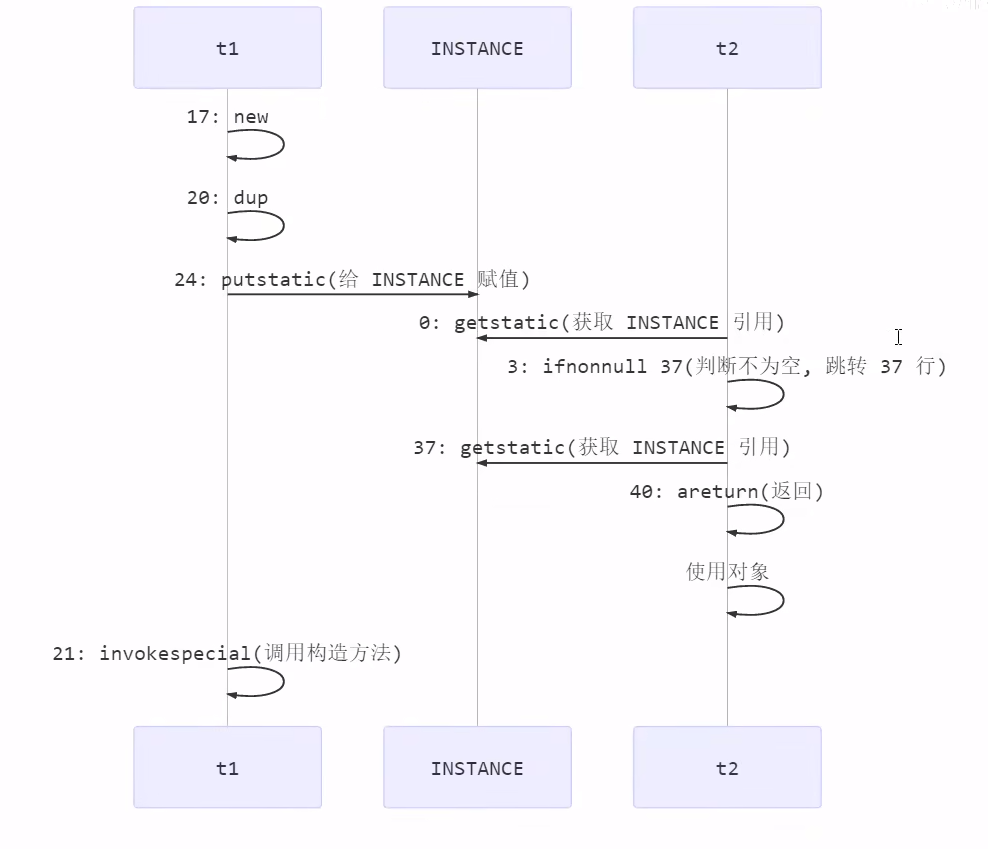 t1 INSTANCE t2
17: new
20: dup
24: putstatic(给 INSTANCE 赋值)
0: getstatic(获取 INSTANCE 引用)
3: ifnonnull 37(判断不为空, 跳转 37 行)
37: getstatic(获取 INSTANCE 引用)
40: areturn(返回)
使用对象
21: invokespecial(调用构造方法)
t1 INSTANCE t2